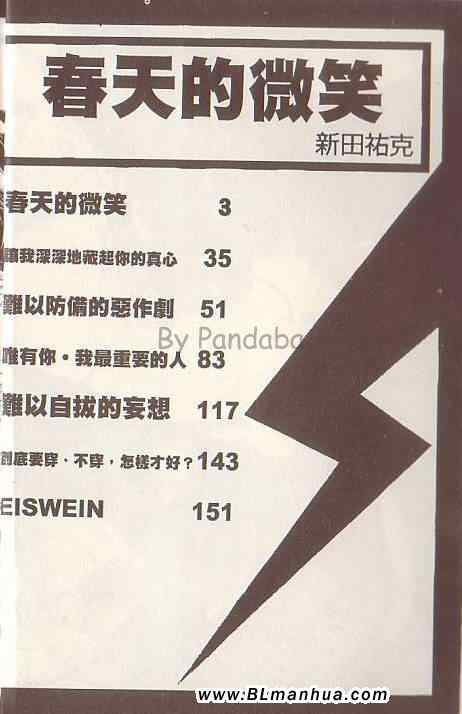 春天的微笑
新田祐克
春天的微笑 3
讓我深深地藏起你的真心 35
難以防備的惡作劇 51
By Pandaba
唯有你・我最重要的人 83
難以自拔的妄想 117
到底要穿・不穿，怎樣才好？ 143
EISWEIN 151
www.BLmanhua.com